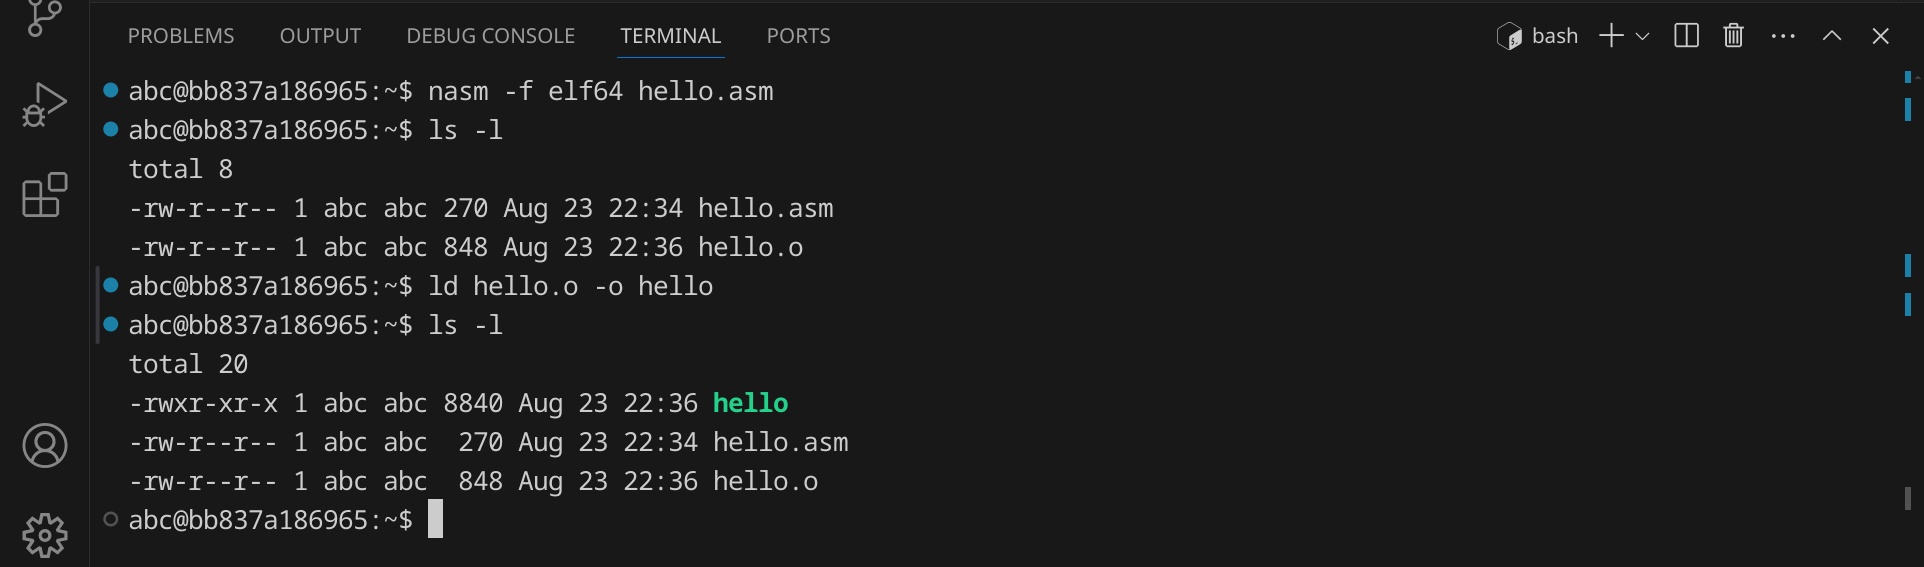 PROBLEMS OUTPUT DEBUG CONSOLE TERMINAL PORTS bash
abc@bb837a186965:~$ nasm -f elf64 hello.asm
abc@bb837a186965:~$ ls -l
total 8
-rw-r--r-- 1 abc abc 270 Aug 23 22:34 hello.asm
-rw-r--r-- 1 abc abc 848 Aug 23 22:36 hello.o
abc@bb837a186965:~$ ld hello.o -o hello
abc@bb837a186965:~$ ls -l
total 20
-rwxr-xr-x 1 abc abc 8840 Aug 23 22:36 hello
-rw-r--r-- 1 abc abc  270 Aug 23 22:34 hello.asm
-rw-r--r-- 1 abc abc  848 Aug 23 22:36 hello.o
abc@bb837a186965:~$